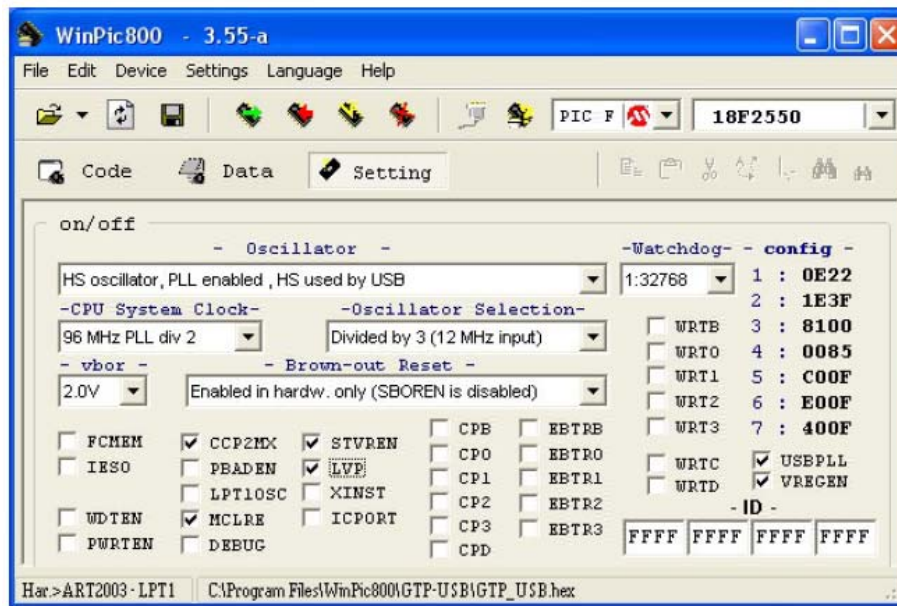 WinPic800 - 3.55-a
File Edit Device Settings Language Help
PIC F 18F2550
Code Data Setting
on/off
- Oscillator -
HS oscillator, PLL enabled , HS used by USB
-CPU System Clock- -Oscillator Selection-
96 MHz PLL div 2 Divided by 3 (12 MHz input)
- vbor - - Brown-out Reset -
2.0V Enabled in hardw. only (SBOREN is disabled)
FCMEM CCP2MX STVREN CPB EBTRB
IESO PBADEN LVP CP0 EBTR0
LPT1OSC XINST CP1 EBTR1
WDTEN MCLRE ICPORT CP2 EBTR2
PWRTEN DEBUG CP3 EBTR3
CPD
-Watchdog- - config -
1:32768 1 : 0E22
2 : 1E3F
WRTB 3 : 8100
WRT0 4 : 0085
WRT1 5 : C00F
WRT2 6 : E00F
WRT3 7 : 400F
WRTC USBPLL
WRTD VREGEN
- ID -
FFFF FFFF FFFF FFFF
Har.>ART2003 - LPT1 C:\Program Files\WinPic800\GTP-USB\GTP_USB.hex